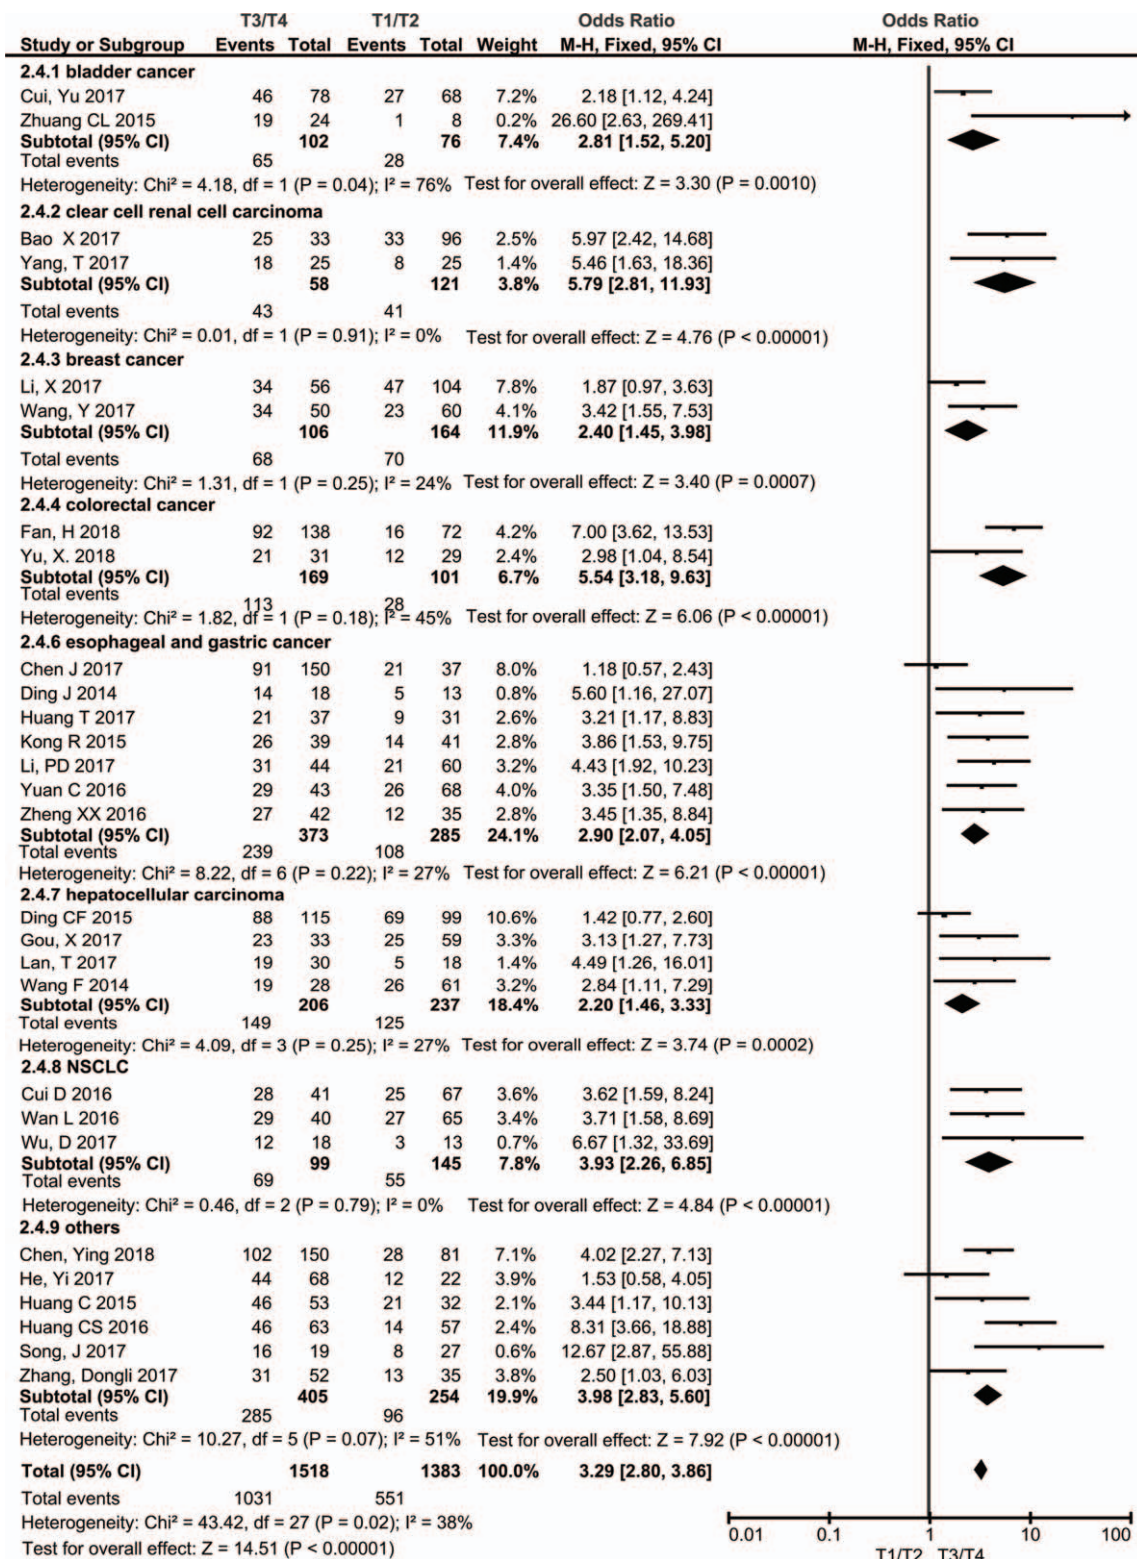 T3/T4 T1/T2 Odds Ratio Odds Ratio
Study or Subgroup Events Total Events Total Weight M-H, Fixed, 95% CI M-H, Fixed, 95% CI
2.4.1 bladder cancer
Cui, Yu 2017 46 78 27 68 7.2% 2.18 [1.12, 4.24]
Zhuang CL 2015 19 24 1 8 0.2% 26.60 [2.63, 269.41]
Subtotal (95% CI) 102 76 7.4% 2.81 [1.52, 5.20]
Total events 65 28
Heterogeneity: Chi² = 4.18, df = 1 (P = 0.04); I² = 76% Test for overall effect: Z = 3.30 (P = 0.0010)
2.4.2 clear cell renal cell carcinoma
Bao X 2017 25 33 33 96 2.5% 5.97 [2.42, 14.68]
Yang, T 2017 18 25 8 25 1.4% 5.46 [1.63, 18.36]
Subtotal (95% CI) 58 121 3.8% 5.79 [2.81, 11.93]
Total events 43 41
Heterogeneity: Chi² = 0.01, df = 1 (P = 0.91); I² = 0% Test for overall effect: Z = 4.76 (P < 0.00001)
2.4.3 breast cancer
Li, X 2017 34 56 47 104 7.8% 1.87 [0.97, 3.63]
Wang, Y 2017 34 50 23 60 4.1% 3.42 [1.55, 7.53]
Subtotal (95% CI) 106 164 11.9% 2.40 [1.45, 3.98]
Total events 68 70
Heterogeneity: Chi² = 1.31, df = 1 (P = 0.25); I² = 24% Test for overall effect: Z = 3.40 (P = 0.0007)
2.4.4 colorectal cancer
Fan, H 2018 92 138 16 72 4.2% 7.00 [3.62, 13.53]
Yu, X. 2018 21 31 12 29 2.4% 2.98 [1.04, 8.54]
Subtotal (95% CI) 169 101 6.7% 5.54 [3.18, 9.63]
Total events 113 28
Heterogeneity: Chi² = 1.82, df = 1 (P = 0.18); I² = 45% Test for overall effect: Z = 6.06 (P < 0.00001)
2.4.6 esophageal and gastric cancer
Chen J 2017 91 150 21 37 8.0% 1.18 [0.57, 2.43]
Ding J 2014 14 18 5 13 0.8% 5.60 [1.16, 27.07]
Huang T 2017 21 37 9 31 2.6% 3.21 [1.17, 8.83]
Kong R 2015 26 39 14 41 2.8% 3.86 [1.53, 9.75]
Li, PD 2017 31 44 21 60 3.2% 4.43 [1.92, 10.23]
Yuan C 2016 29 43 26 68 4.0% 3.35 [1.50, 7.48]
Zheng XX 2016 27 42 12 35 2.8% 3.45 [1.35, 8.84]
Subtotal (95% CI) 373 285 24.1% 2.90 [2.07, 4.05]
Total events 239 108
Heterogeneity: Chi² = 8.22, df = 6 (P = 0.22); I² = 27% Test for overall effect: Z = 6.21 (P < 0.00001)
2.4.7 hepatocellular carcinoma
Ding CF 2015 88 115 69 99 10.6% 1.42 [0.77, 2.60]
Gou, X 2017 23 33 25 59 3.3% 3.13 [1.27, 7.73]
Lan, T 2017 19 30 5 18 1.4% 4.49 [1.26, 16.01]
Wang F 2014 19 28 26 61 3.2% 2.84 [1.11, 7.29]
Subtotal (95% CI) 206 237 18.4% 2.20 [1.46, 3.33]
Total events 149 125
Heterogeneity: Chi² = 4.09, df = 3 (P = 0.25); I² = 27% Test for overall effect: Z = 3.74 (P = 0.0002)
2.4.8 NSCLC
Cui D 2016 28 41 25 67 3.6% 3.62 [1.59, 8.24]
Wan L 2016 29 40 27 65 3.4% 3.71 [1.58, 8.69]
Wu, D 2017 12 18 3 13 0.7% 6.67 [1.32, 33.69]
Subtotal (95% CI) 99 145 7.8% 3.93 [2.26, 6.85]
Total events 69 55
Heterogeneity: Chi² = 0.46, df = 2 (P = 0.79); I² = 0% Test for overall effect: Z = 4.84 (P < 0.00001)
2.4.9 others
Chen, Ying 2018 102 150 28 81 7.1% 4.02 [2.27, 7.13]
He, Yi 2017 44 68 12 22 3.9% 1.53 [0.58, 4.05]
Huang C 2015 46 53 21 32 2.1% 3.44 [1.17, 10.13]
Huang CS 2016 46 63 14 57 2.4% 8.31 [3.66, 18.88]
Song, J 2017 16 19 8 27 0.6% 12.67 [2.87, 55.88]
Zhang, Dongli 2017 31 52 13 35 3.8% 2.50 [1.03, 6.03]
Subtotal (95% CI) 405 254 19.9% 3.98 [2.83, 5.60]
Total events 285 96
Heterogeneity: Chi² = 10.27, df = 5 (P = 0.07); I² = 51% Test for overall effect: Z = 7.92 (P < 0.00001)
Total (95% CI) 1518 1383 100.0% 3.29 [2.80, 3.86]
Total events 1031 551
Heterogeneity: Chi² = 43.42, df = 27 (P = 0.02); I² = 38%
Test for overall effect: Z = 14.51 (P < 0.00001)
0.01 0.1 1 10 100
T1/T2 T3/T4